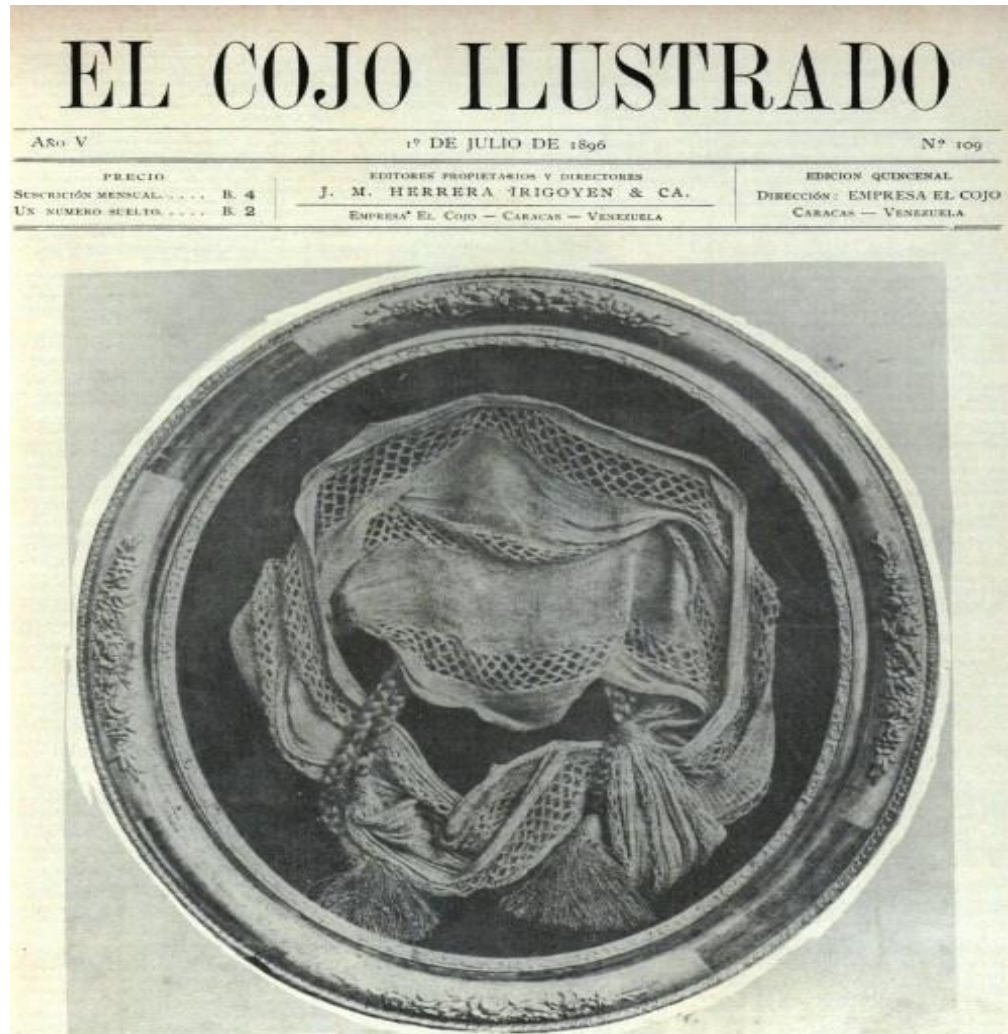 EL COJO ILUSTRADO
AÑO V 1º DE JULIO DE 1896 Nº 109
PRECIO
SUSCRICIÓN MENSUAL..... B. 4
UN NUMERO SUELTO..... B. 2
EDITORES PROPIETARIOS Y DIRECTORES
J. M. HERRERA IRIGOYEN & CA.
EMPRESA EL COJO — CARACAS — VENEZUELA
EDICION QUINCENAL
DIRECCIÓN: EMPRESA EL COJO
CARACAS — VENEZUELA